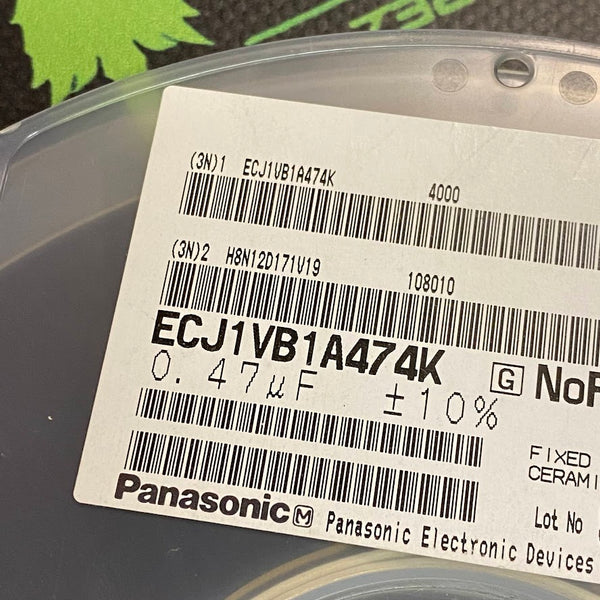 (3N)1 ECJ1VB1A474K 4000
(3N)2 H8N12D171V19 108010
ECJ1VB1A474K G
0.47μF ±10%
FIXED
Panasonic M Panasonic Electronic Devices
Lot No